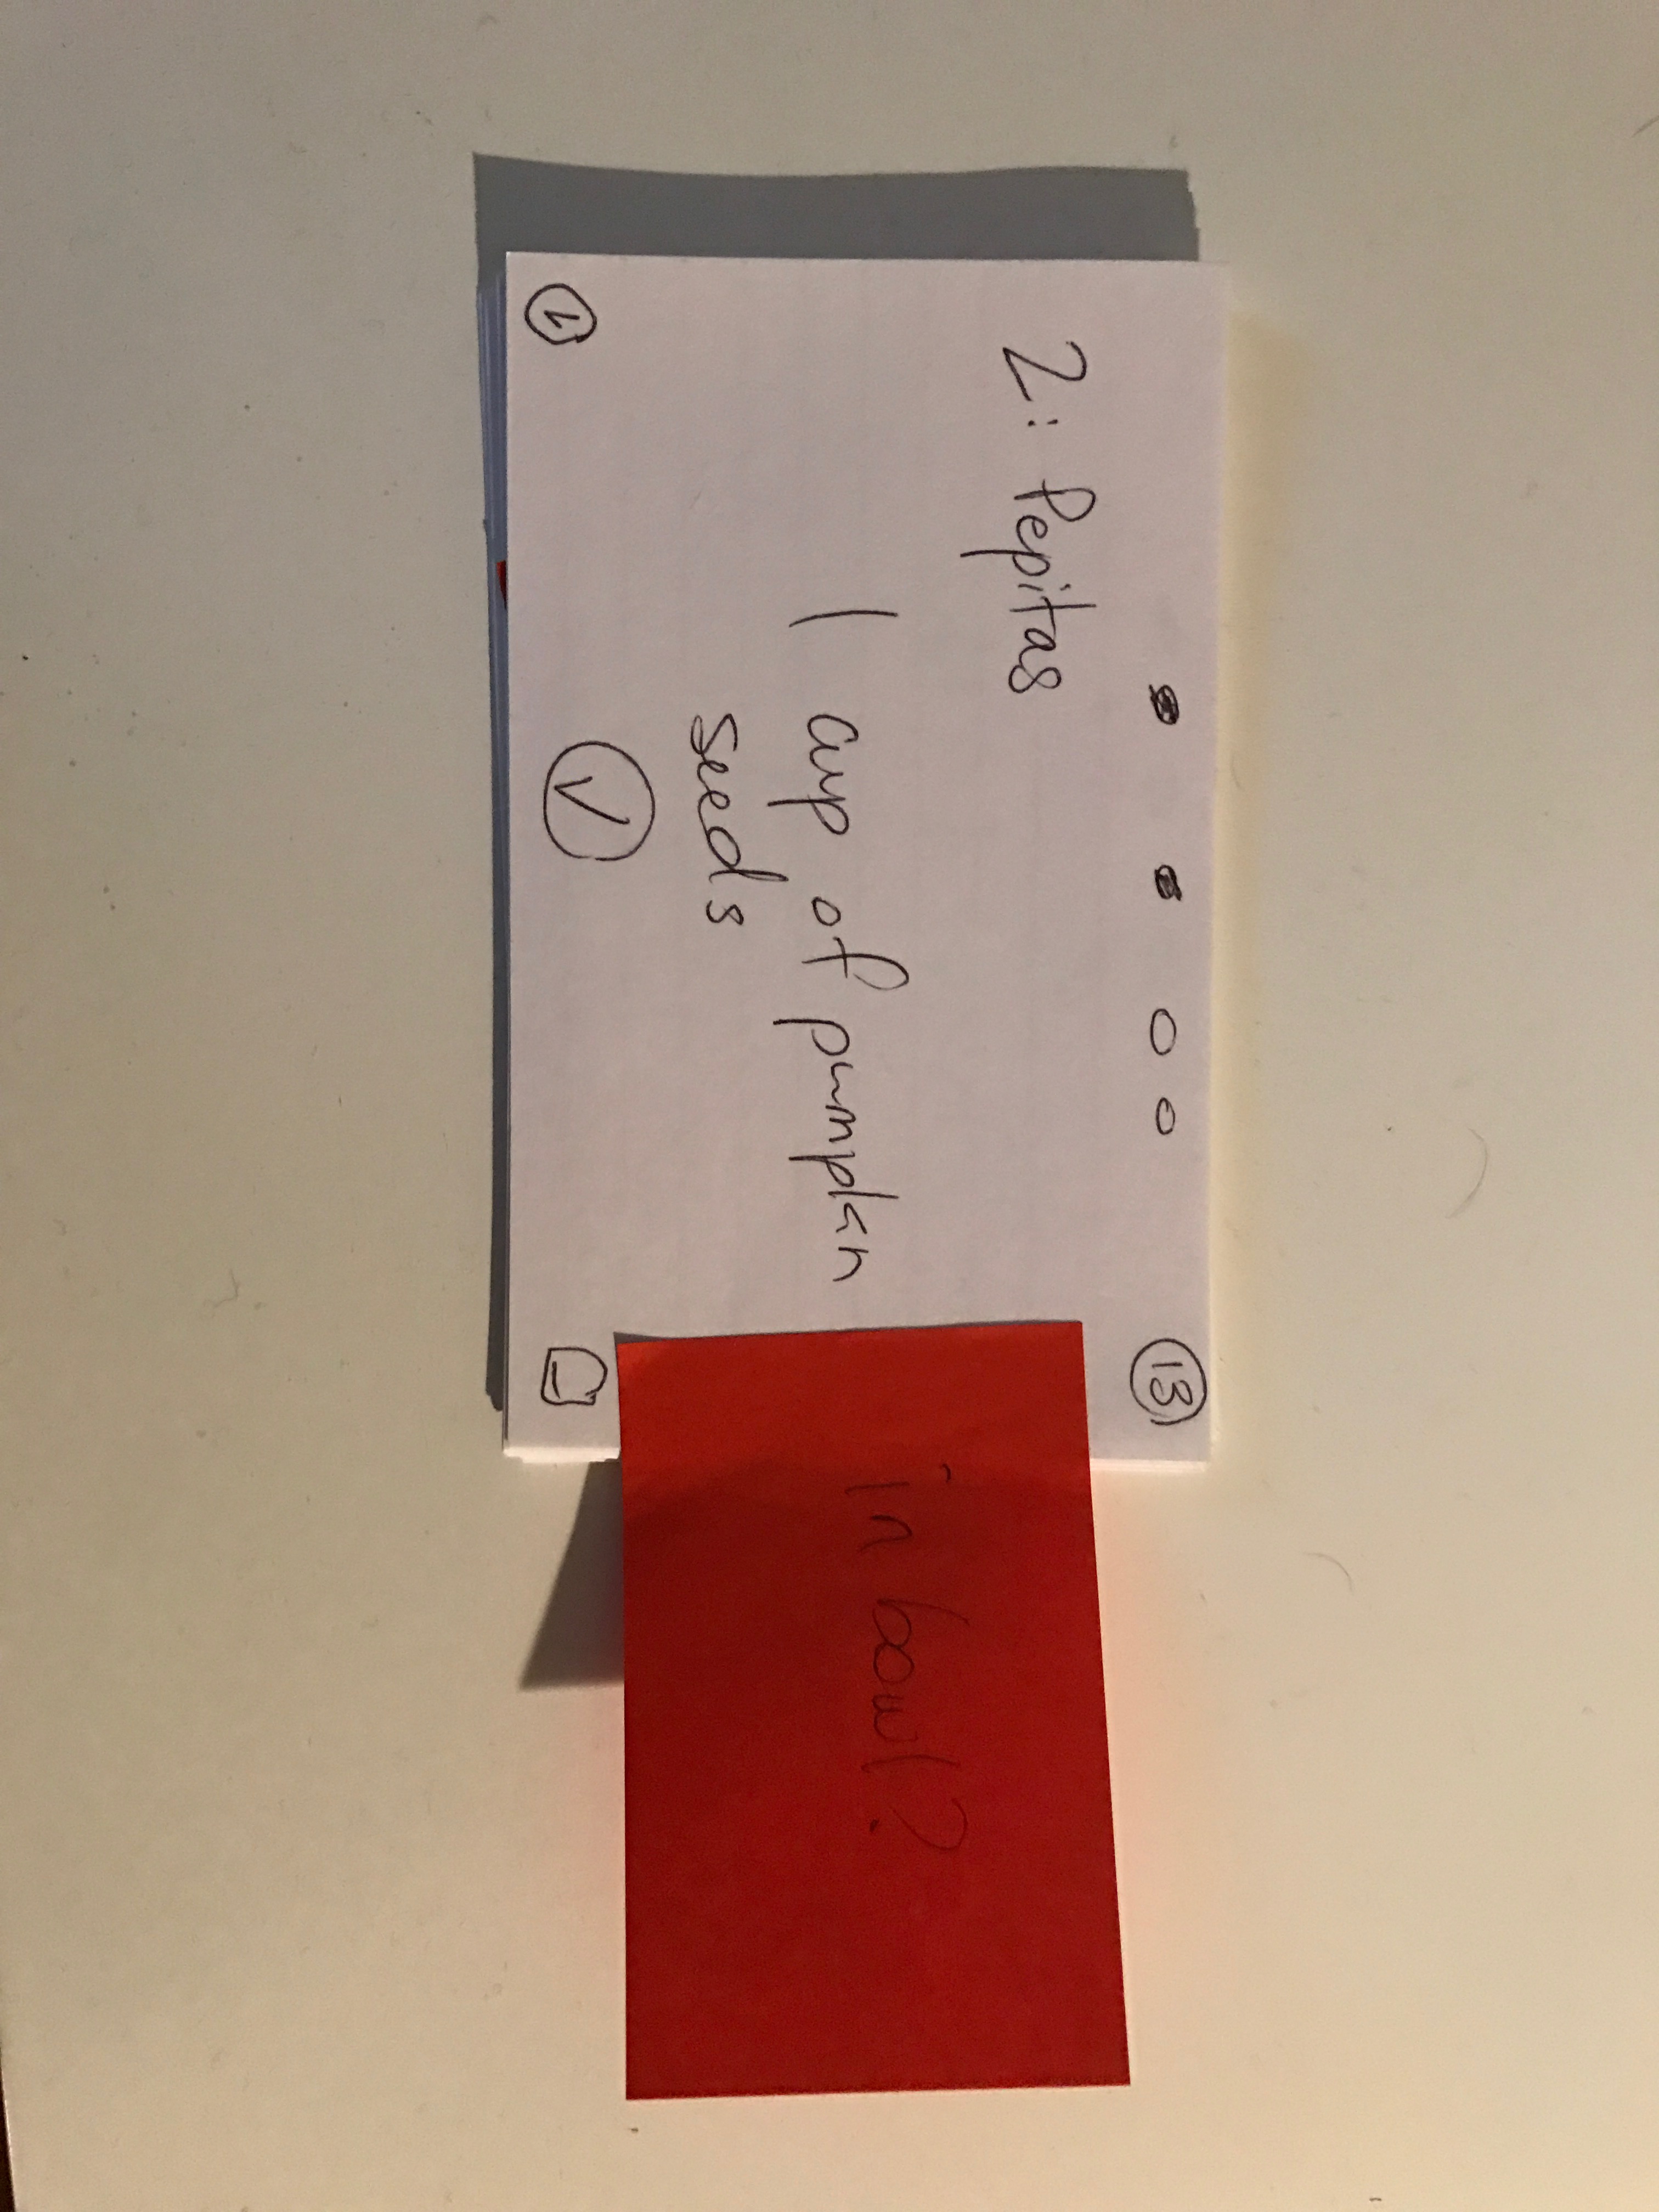 13
2: Pepitas
1 cup of pumpkin
seeds
in bowl?